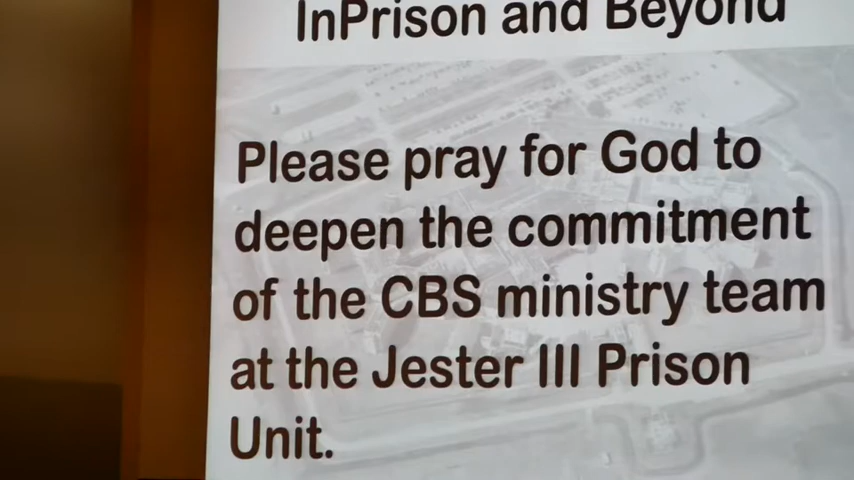 InPrison and Beyond
Please pray for God to
deepen the commitment
of the CBS ministry team
at the Jester III Prison
Unit.